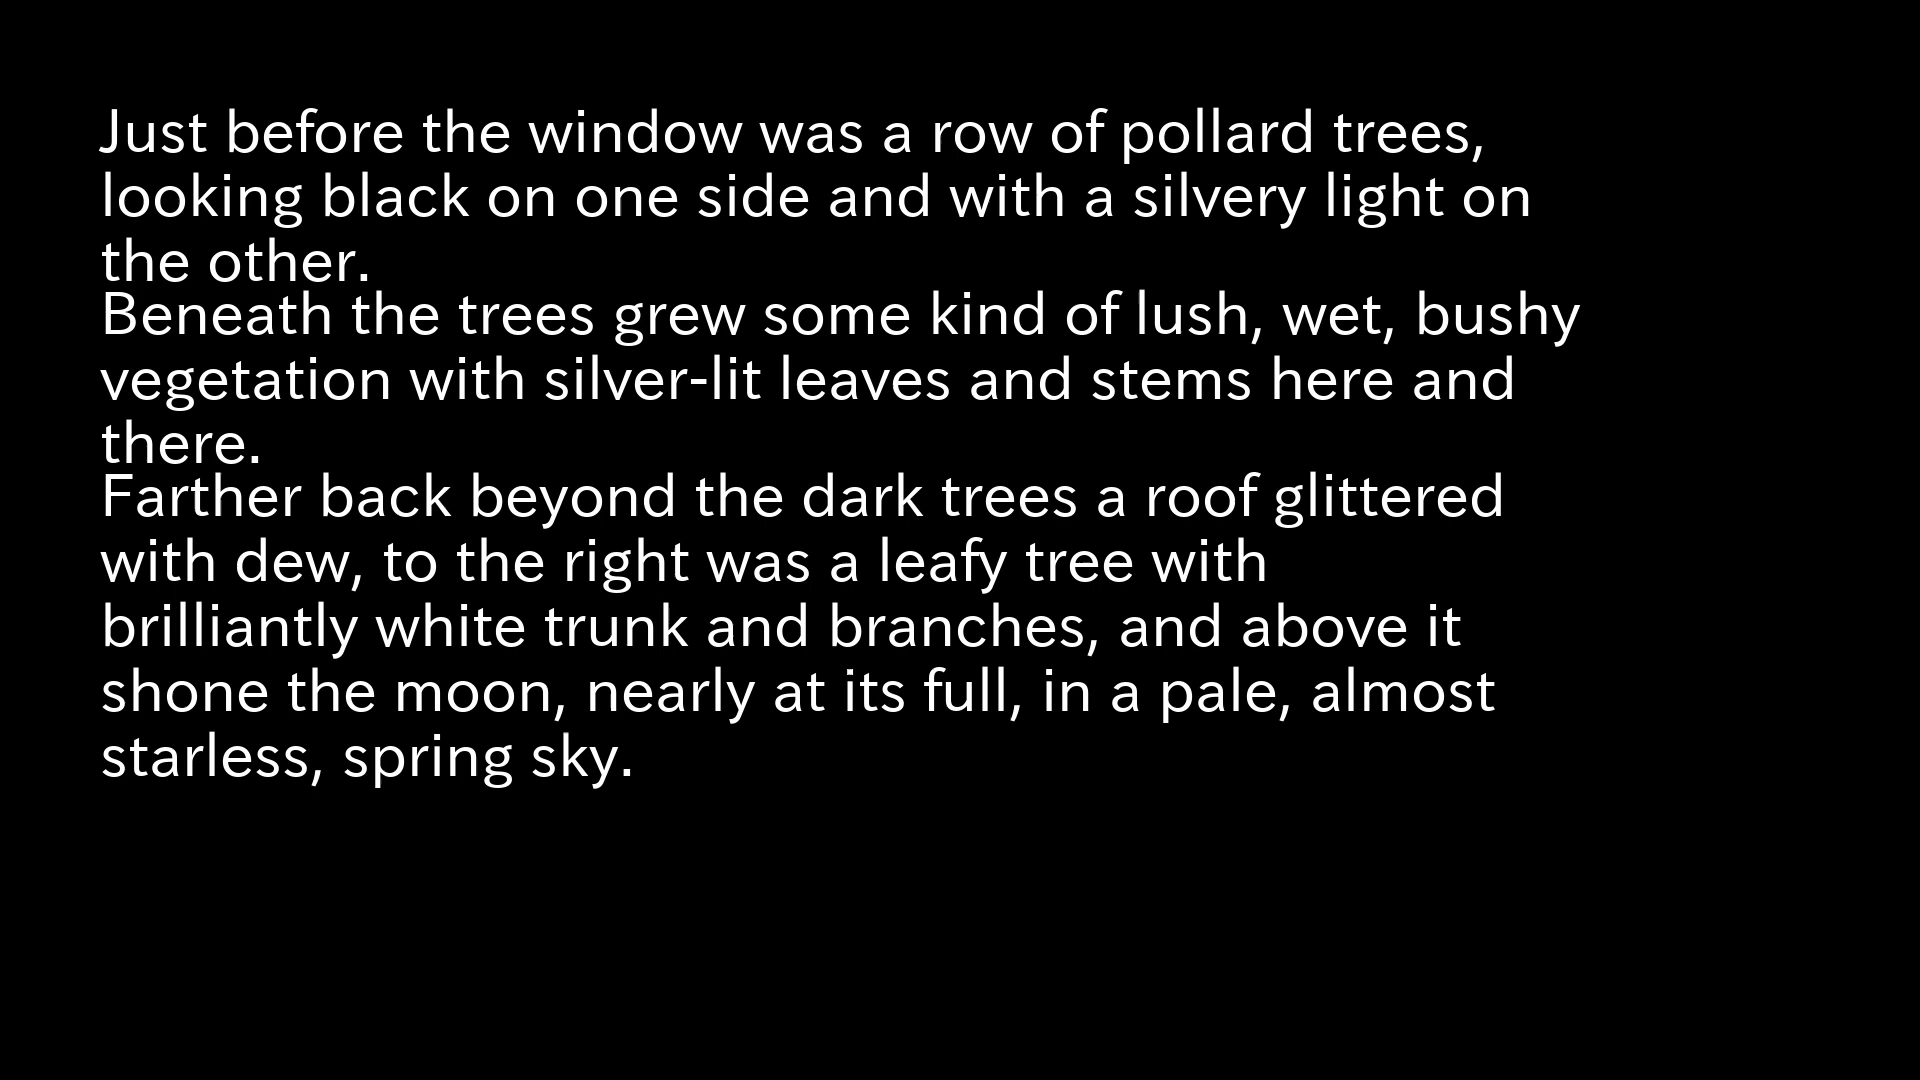 Just before the window was a row of pollard trees,
looking black on one side and with a silvery light on
the other.
Beneath the trees grew some kind of lush, wet, bushy
vegetation with silver-lit leaves and stems here and
there.
Farther back beyond the dark trees a roof glittered
with dew, to the right was a leafy tree with
brilliantly white trunk and branches, and above it
shone the moon, nearly at its full, in a pale, almost
starless, spring sky.